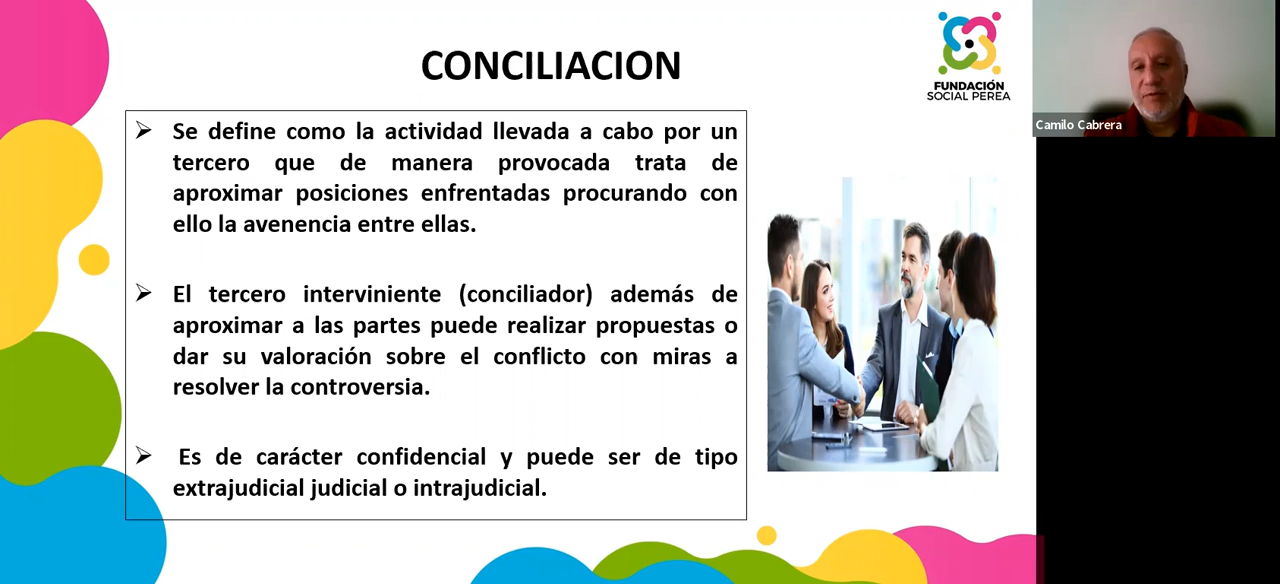 CONCILIACION
FUNDACIÓN
SOCIAL PEREA
Camilo Cabrera
➢ Se define como la actividad llevada a cabo por un
tercero que de manera provocada trata de
aproximar posiciones enfrentadas procurando con
ello la avenencia entre ellas.
➢ El tercero interviniente (conciliador) además de
aproximar a las partes puede realizar propuestas o
dar su valoración sobre el conflicto con miras a
resolver la controversia.
➢ Es de carácter confidencial y puede ser de tipo
extrajudicial judicial o intrajudicial.